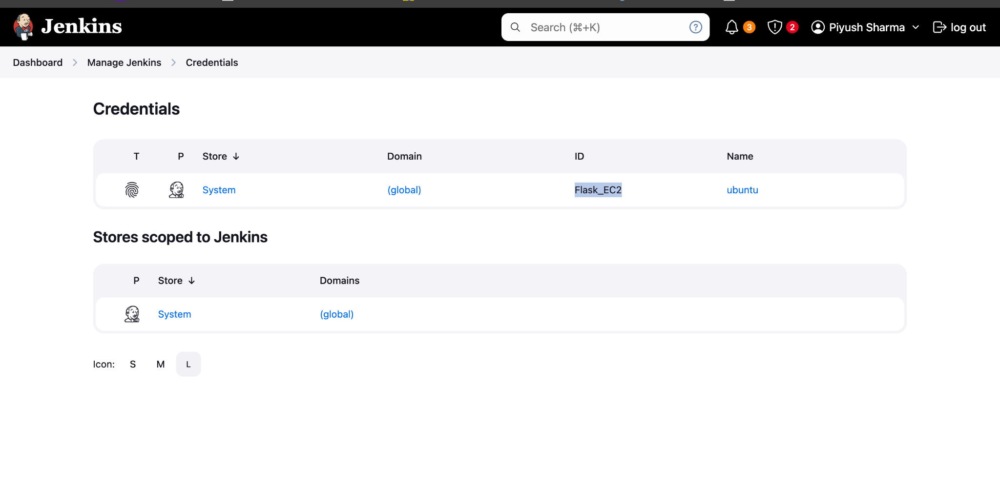 Jenkins
Search (⌘+K)
?
3
2
Piyush Sharma
log out
Dashboard
Manage Jenkins
Credentials
Credentials
T P Store ↓ Domain ID Name
System (global) Flask_EC2 ubuntu
Stores scoped to Jenkins
P Store ↓ Domains
System (global)
Icon: S M L